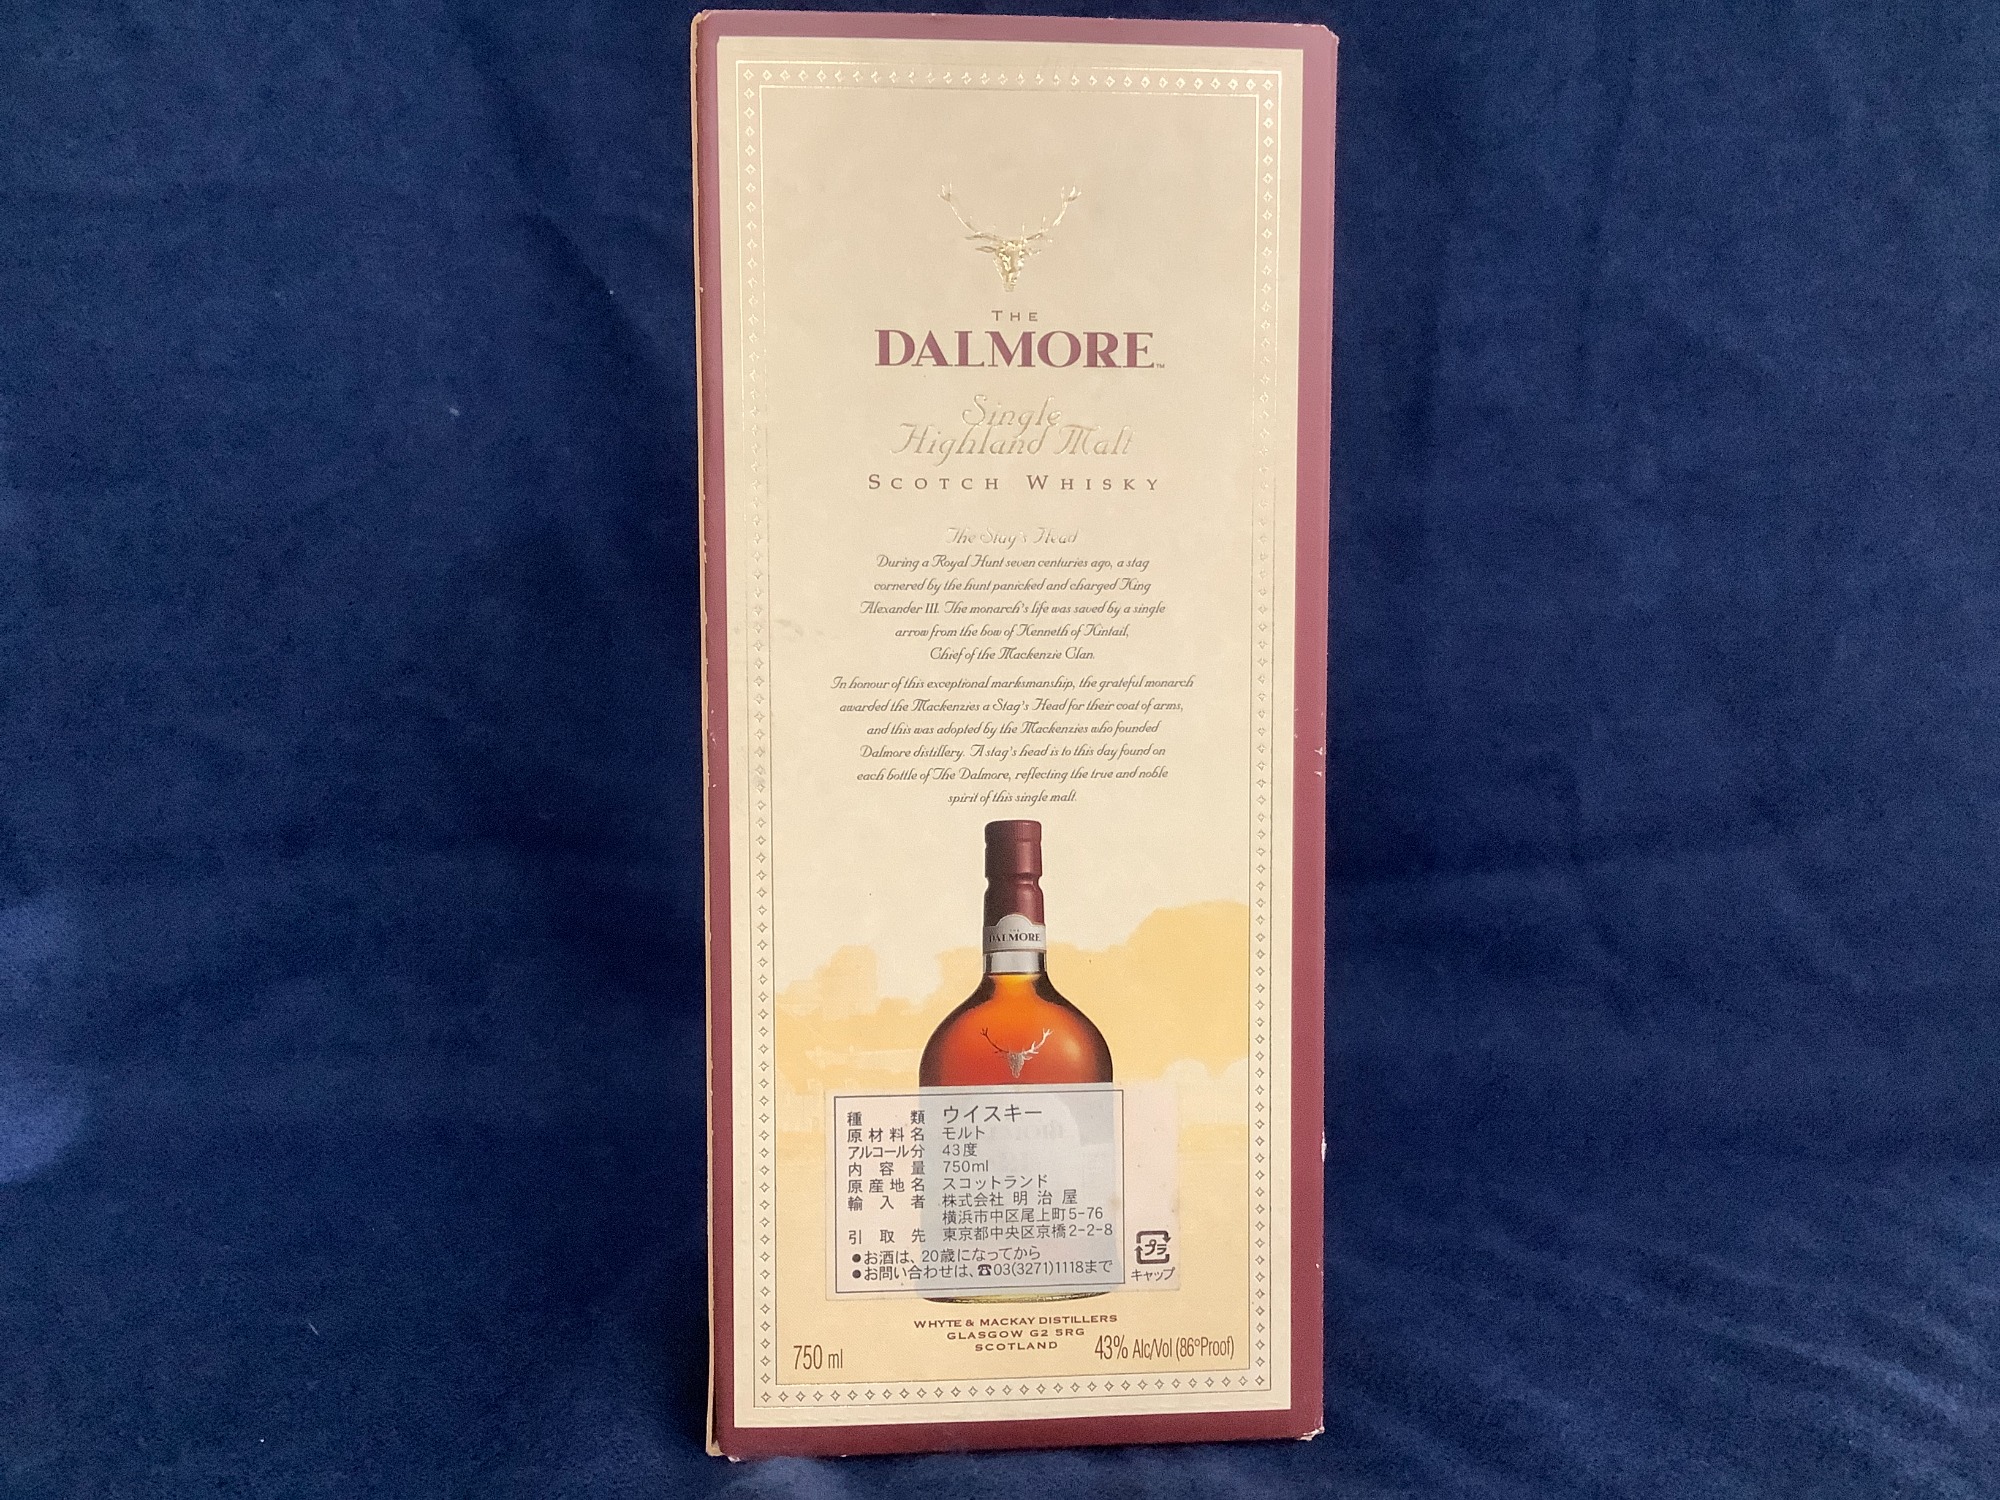 THE
DALMORE™
Single
Highland Malt
SCOTCH WHISKY
The Stag's Head
During a Royal Hunt seven centuries ago, a stag
cornered by the hunt panicked and charged King
Alexander III. The monarch's life was saved by a single
arrow from the bow of Kenneth of Kintail,
Chief of the Mackenzie Clan.
In honour of this exceptional marksmanship, the grateful monarch
awarded the Mackenzies a Stag's Head for their coat of arms,
and this was adopted by the Mackenzies who founded
Dalmore distillery. A stag's head is to this day found on
each bottle of The Dalmore, reflecting the true and noble
spirit of this single malt.
THE
DALMORE
種類 ウイスキー
原材料名 モルト
アルコール分 43度
内容量 750ml
原産地名 スコットランド
輸入者 株式会社 明治屋
横浜市中区尾上町5-76
引取先 東京都中央区京橋2-2-8
●お酒は、20歳になってから
●お問い合わせは、☎03(3271)1118まで
プラ
キャップ
WHYTE & MACKAY DISTILLERS
GLASGOW G2 5RG
SCOTLAND
750 ml
43% Alc/Vol (86°Proof)